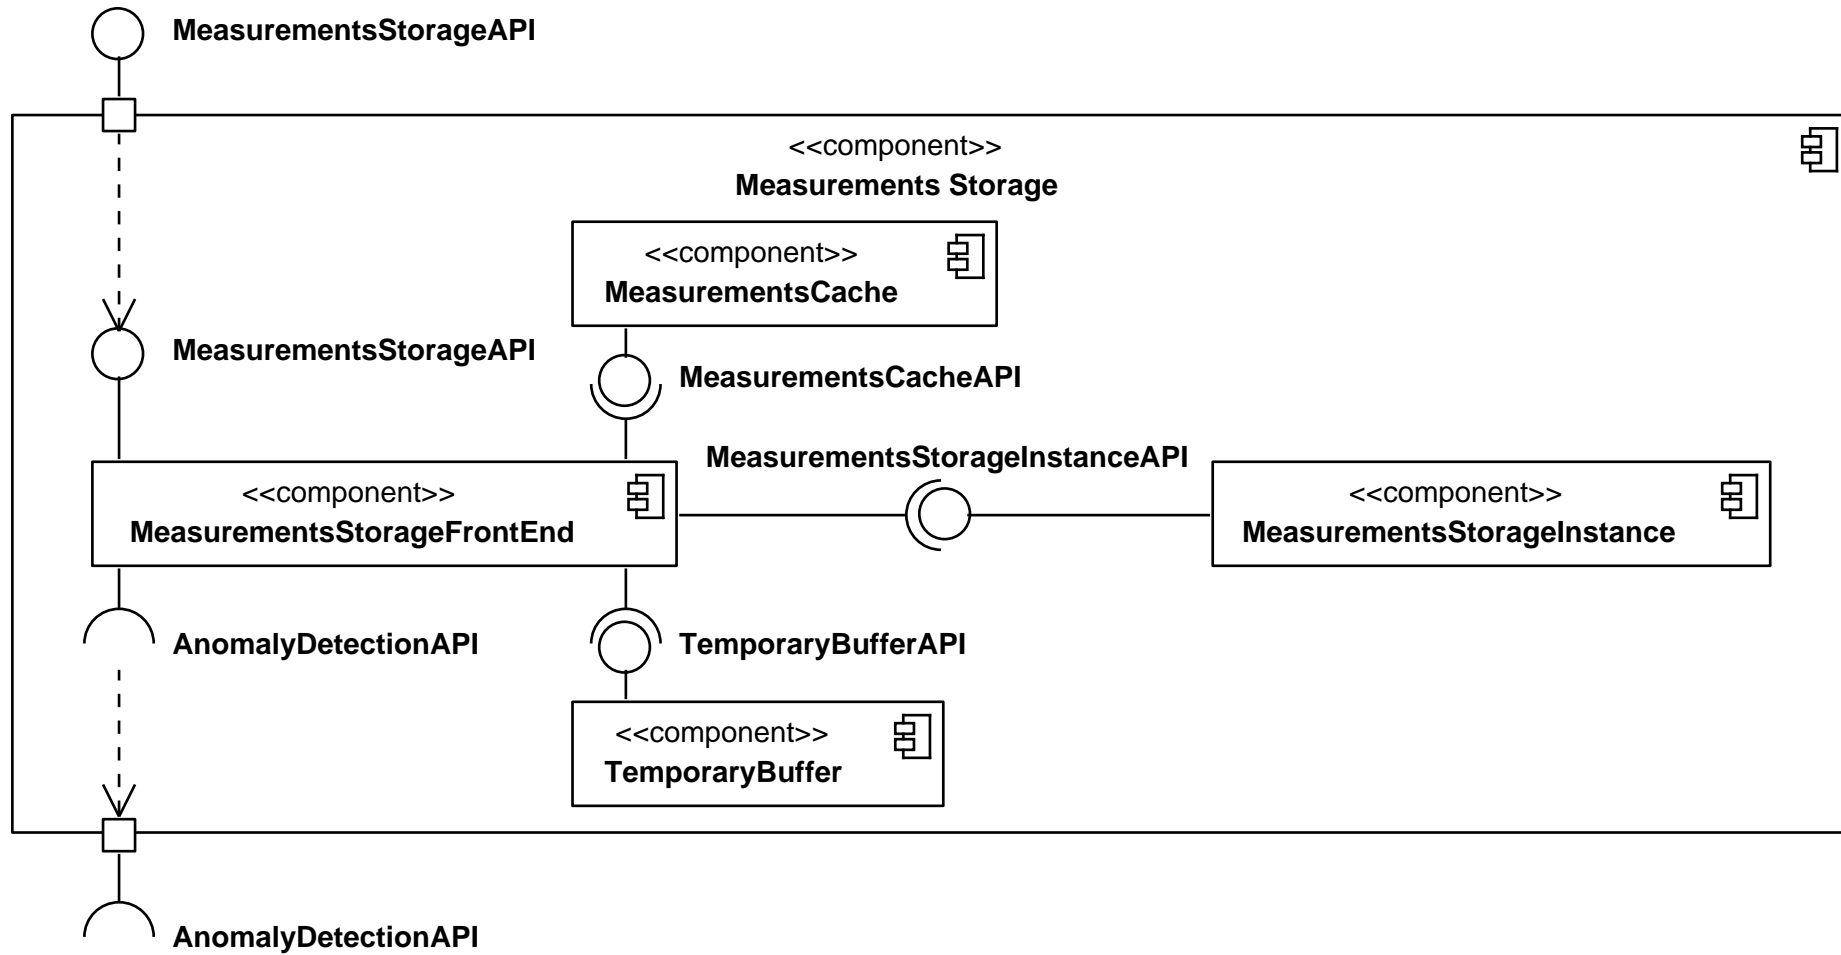 MeasurementsStorageAPI
<<component>>
Measurements Storage
<<component>>
MeasurementsCache
MeasurementsStorageAPI
MeasurementsCacheAPI
MeasurementsStorageInstanceAPI
<<component>>
MeasurementsStorageFrontEnd
<<component>>
MeasurementsStorageInstance
AnomalyDetectionAPI
TemporaryBufferAPI
<<component>>
TemporaryBuffer
AnomalyDetectionAPI